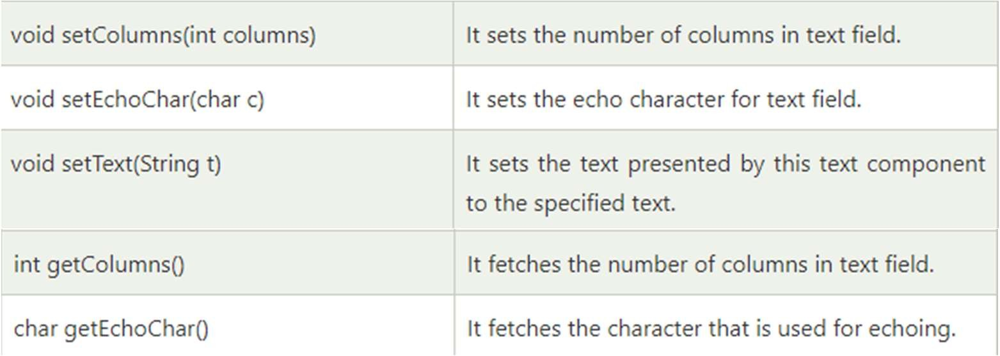 void setColumns(int columns) It sets the number of columns in text field.
void setEchoChar(char c) It sets the echo character for text field.
void setText(String t) It sets the text presented by this text component
to the specified text.
int getColumns() It fetches the number of columns in text field.
char getEchoChar() It fetches the character that is used for echoing.